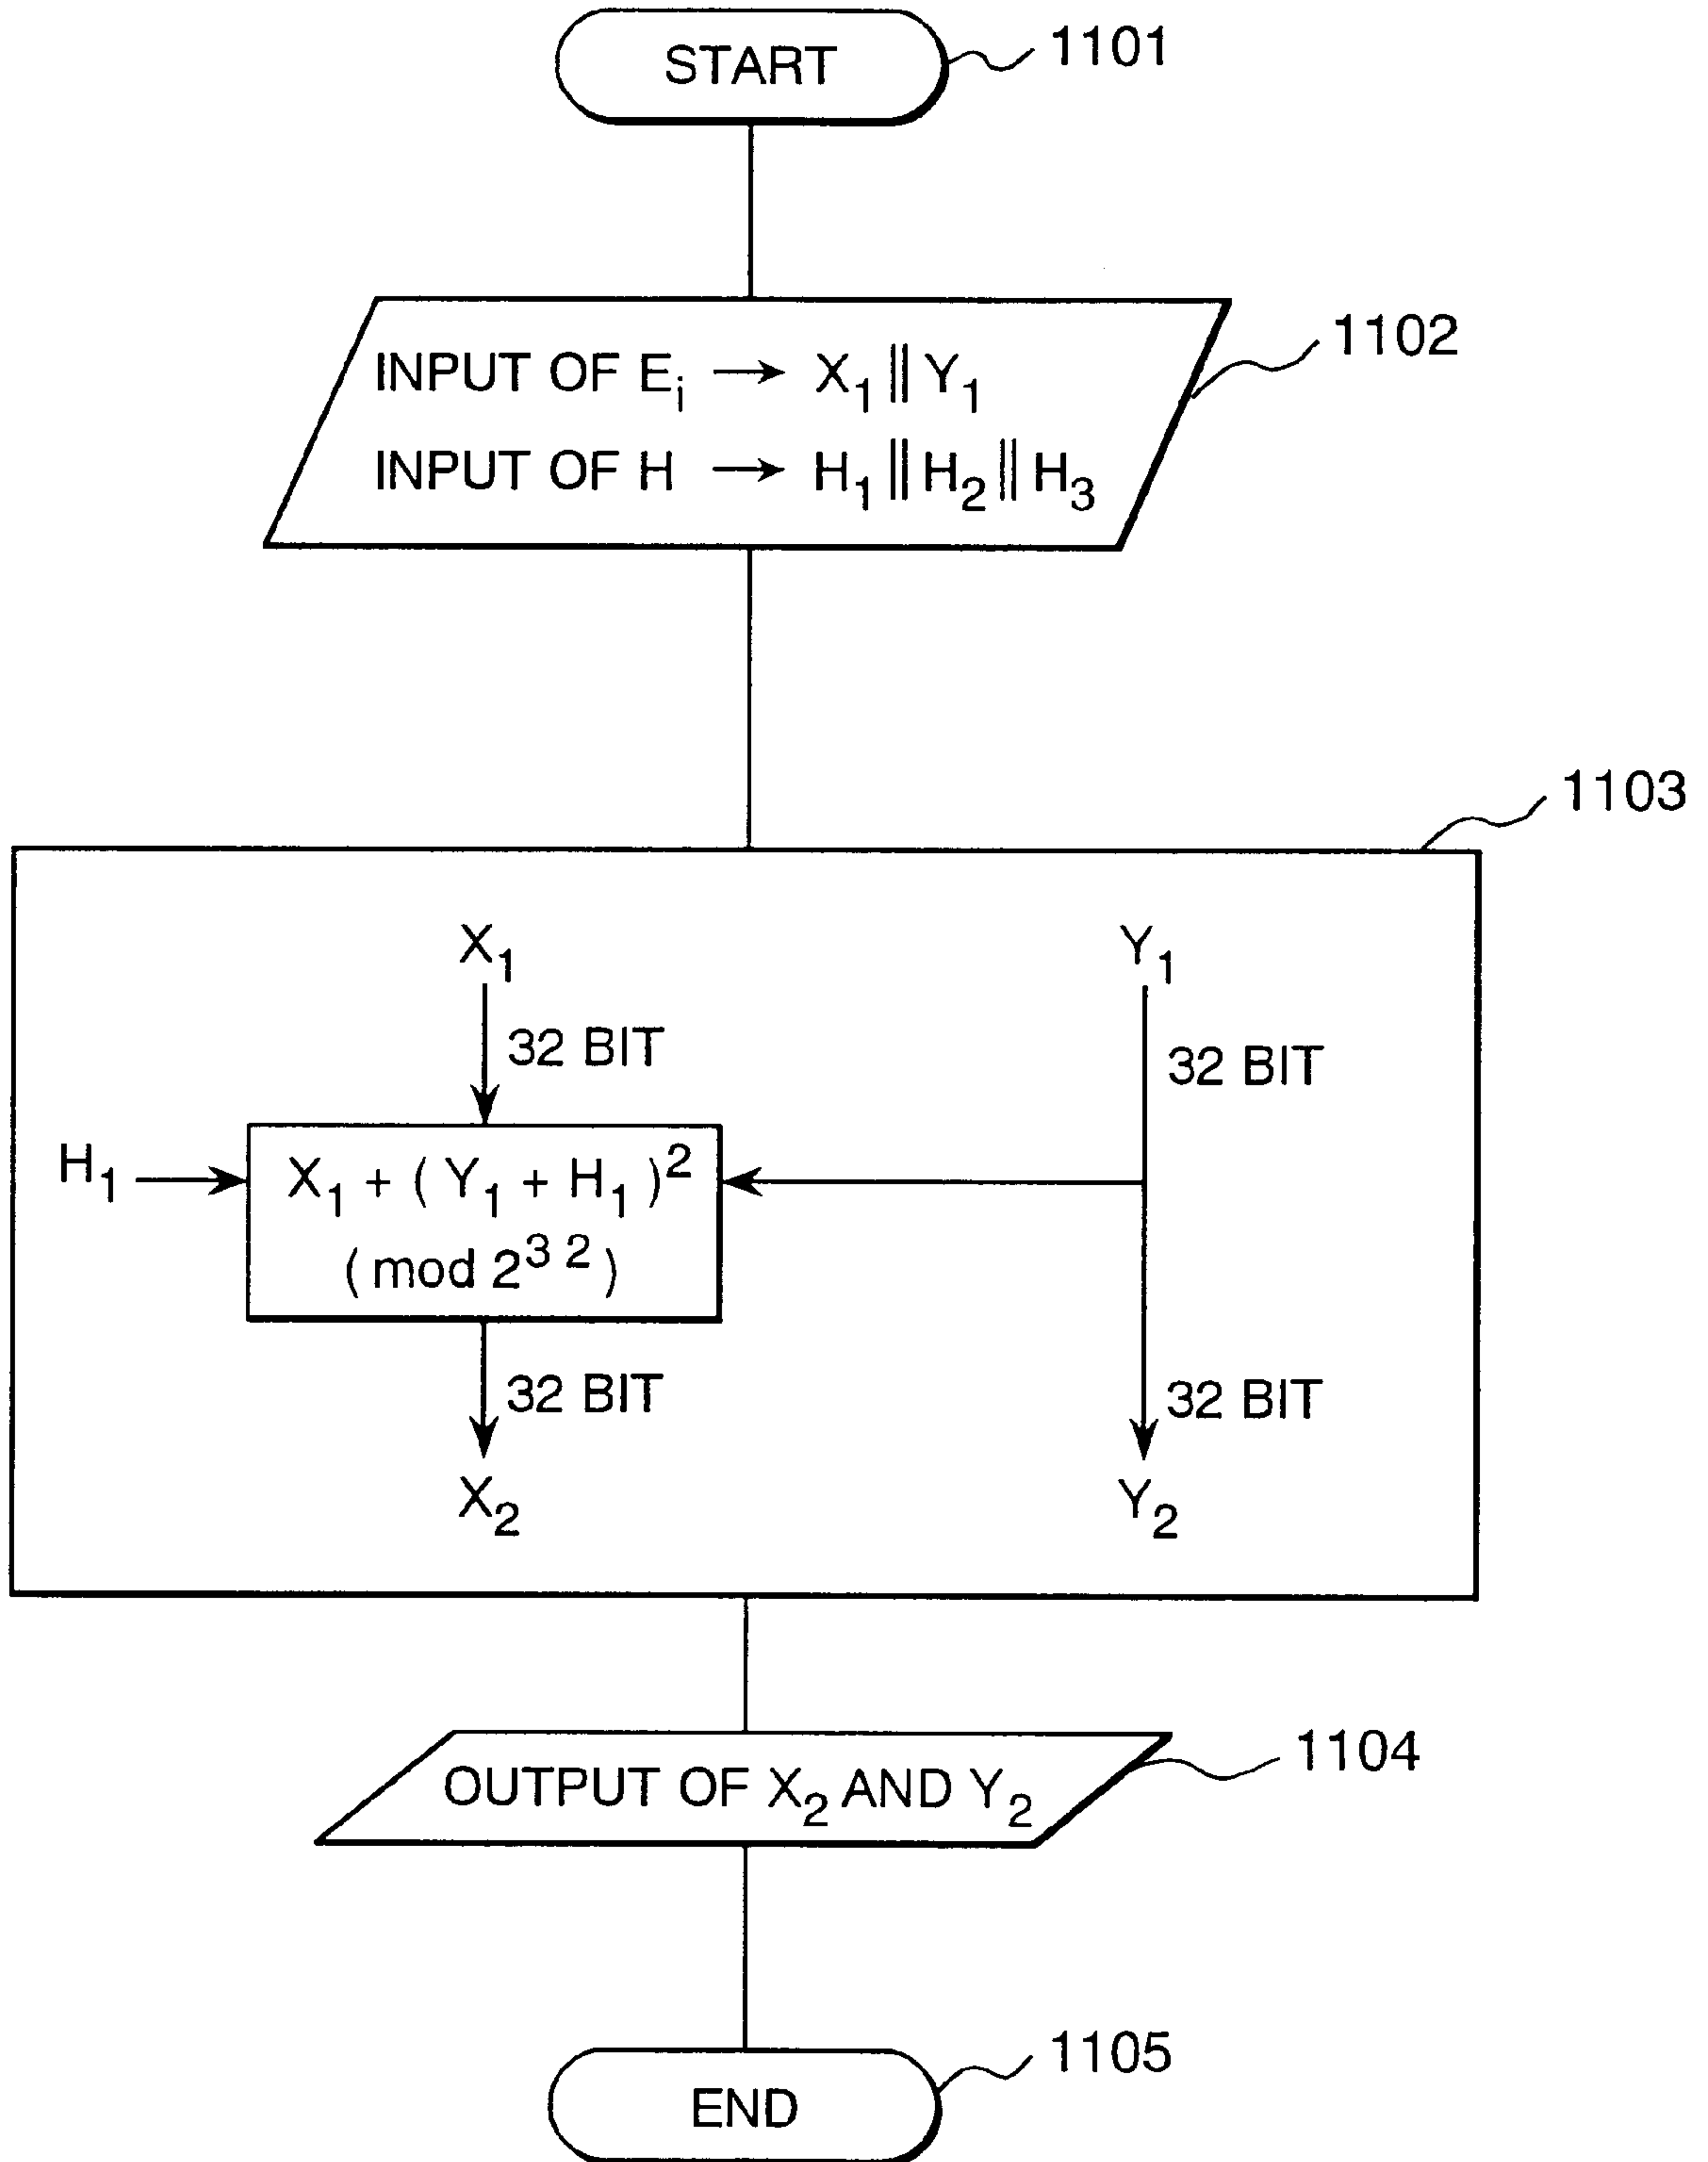 START
1101
INPUT OF Eᵢ → X₁ || Y₁
INPUT OF H → H₁ || H₂ || H₃
1102
1103
X₁
Y₁
32 BIT
32 BIT
H₁
X₁ + ( Y₁ + H₁ )²
( mod 2³² )
32 BIT
32 BIT
X₂
Y₂
OUTPUT OF X₂ AND Y₂
1104
1105
END